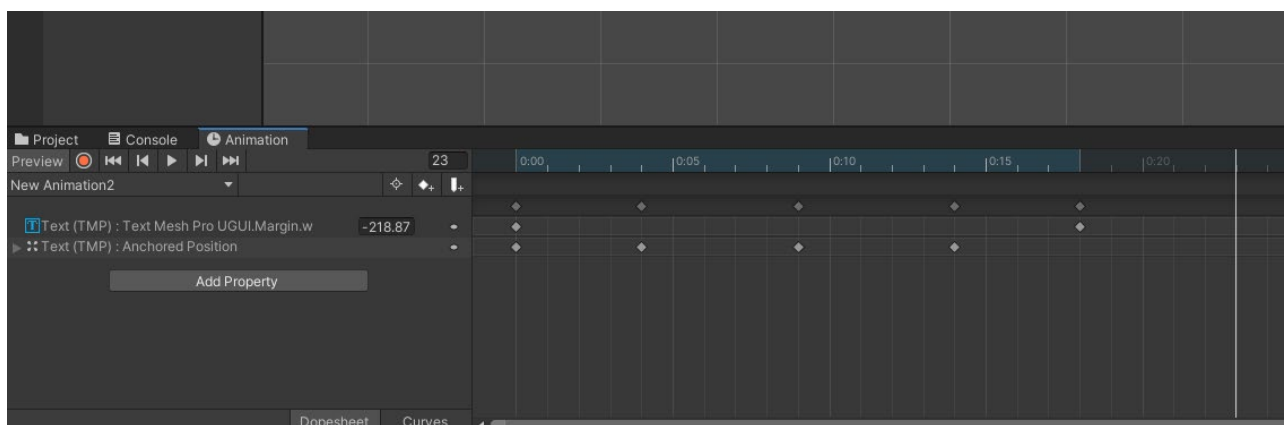 Project Console Animation
Preview 23 0:00 0:05 0:10 0:15 0:20
New Animation2
Text (TMP) : Text Mesh Pro UGUI.Margin.w -218.87
Text (TMP) : Anchored Position
Add Property
Dopesheet Curves